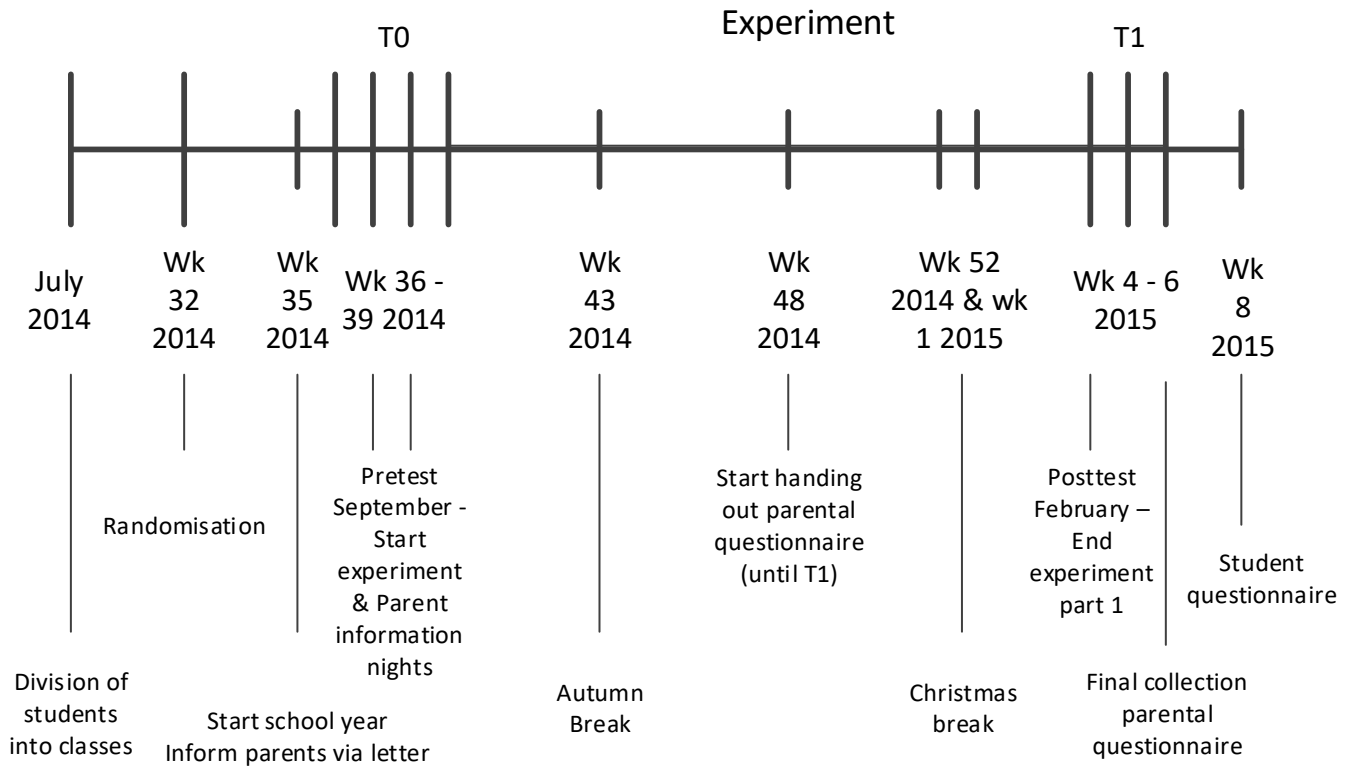 Experiment
T0
T1
July
2014
Wk
32
2014
Wk
35
2014
Wk 36 -
39 2014
Wk
43
2014
Wk
48
2014
Wk 52
2014 & wk
1 2015
Wk 4 - 6
2015
Wk
8
2015
Division of
students
into classes
Randomisation
Start school year
Inform parents via letter
Pretest
September -
Start
experiment
& Parent
information
nights
Autumn
Break
Start handing
out parental
questionnaire
(until T1)
Christmas
break
Posttest
February –
End
experiment
part 1
Final collection
parental
questionnaire
Student
questionnaire